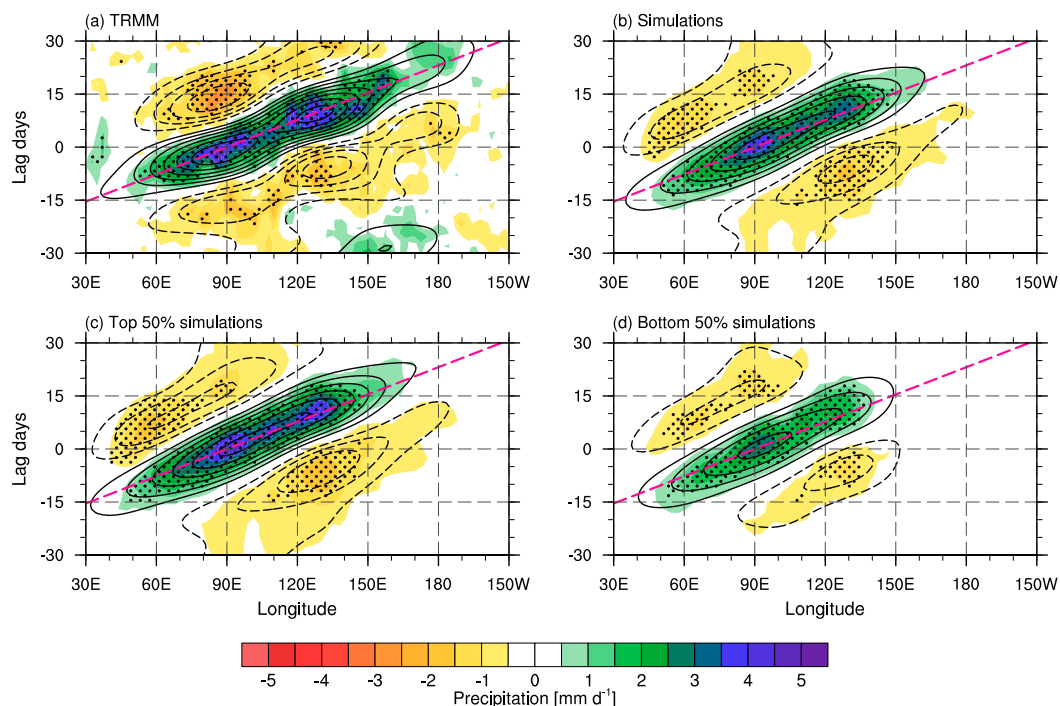 (a) TRMM
(b) Simulations
30
15
0
-15
-30
Lag days
30E 60E 90E 120E 150E 180 150W
30
15
0
-15
-30
30E 60E 90E 120E 150E 180 150W
(c) Top 50% simulations
(d) Bottom 50% simulations
30
15
0
-15
-30
Lag days
30E 60E 90E 120E 150E 180 150W
Longitude
30
15
0
-15
-30
30E 60E 90E 120E 150E 180 150W
Longitude
-5 -4 -3 -2 -1 0 1 2 3 4 5
Precipitation [mm d⁻¹]